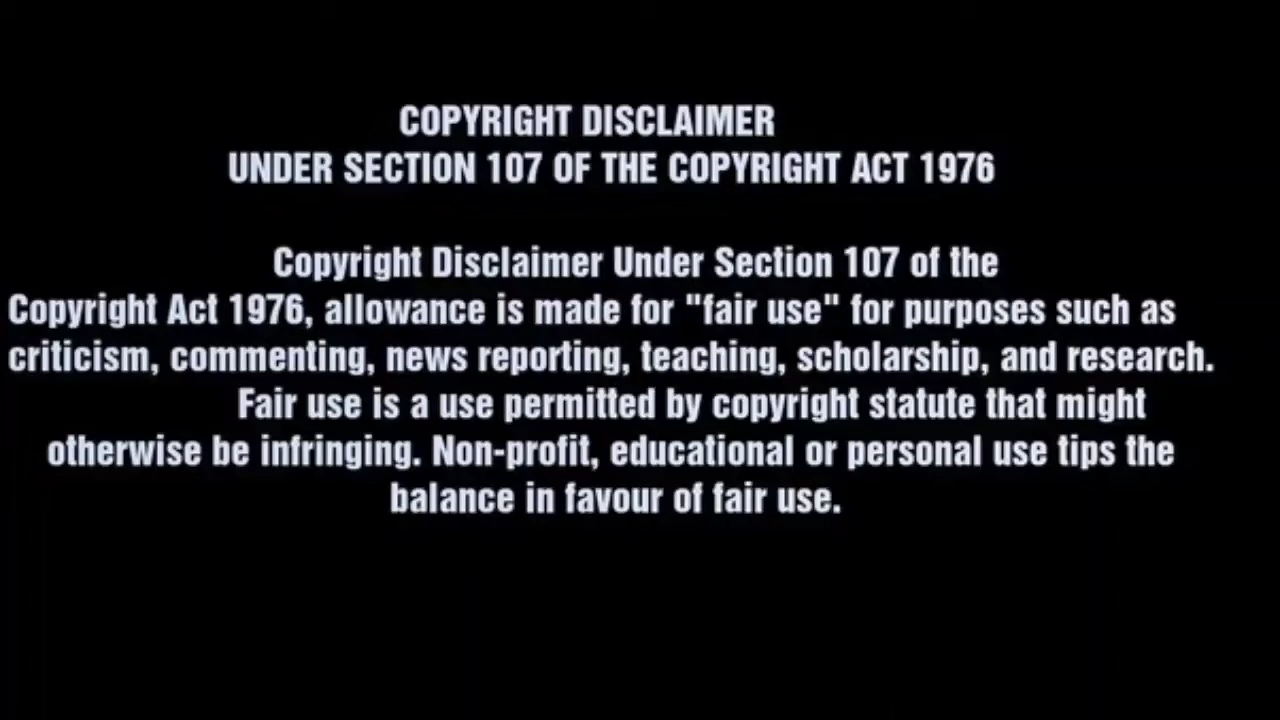 COPYRIGHT DISCLAIMER
UNDER SECTION 107 OF THE COPYRIGHT ACT 1976
Copyright Disclaimer Under Section 107 of the
Copyright Act 1976, allowance is made for "fair use" for purposes such as
criticism, commenting, news reporting, teaching, scholarship, and research.
Fair use is a use permitted by copyright statute that might
otherwise be infringing. Non-profit, educational or personal use tips the
balance in favour of fair use.